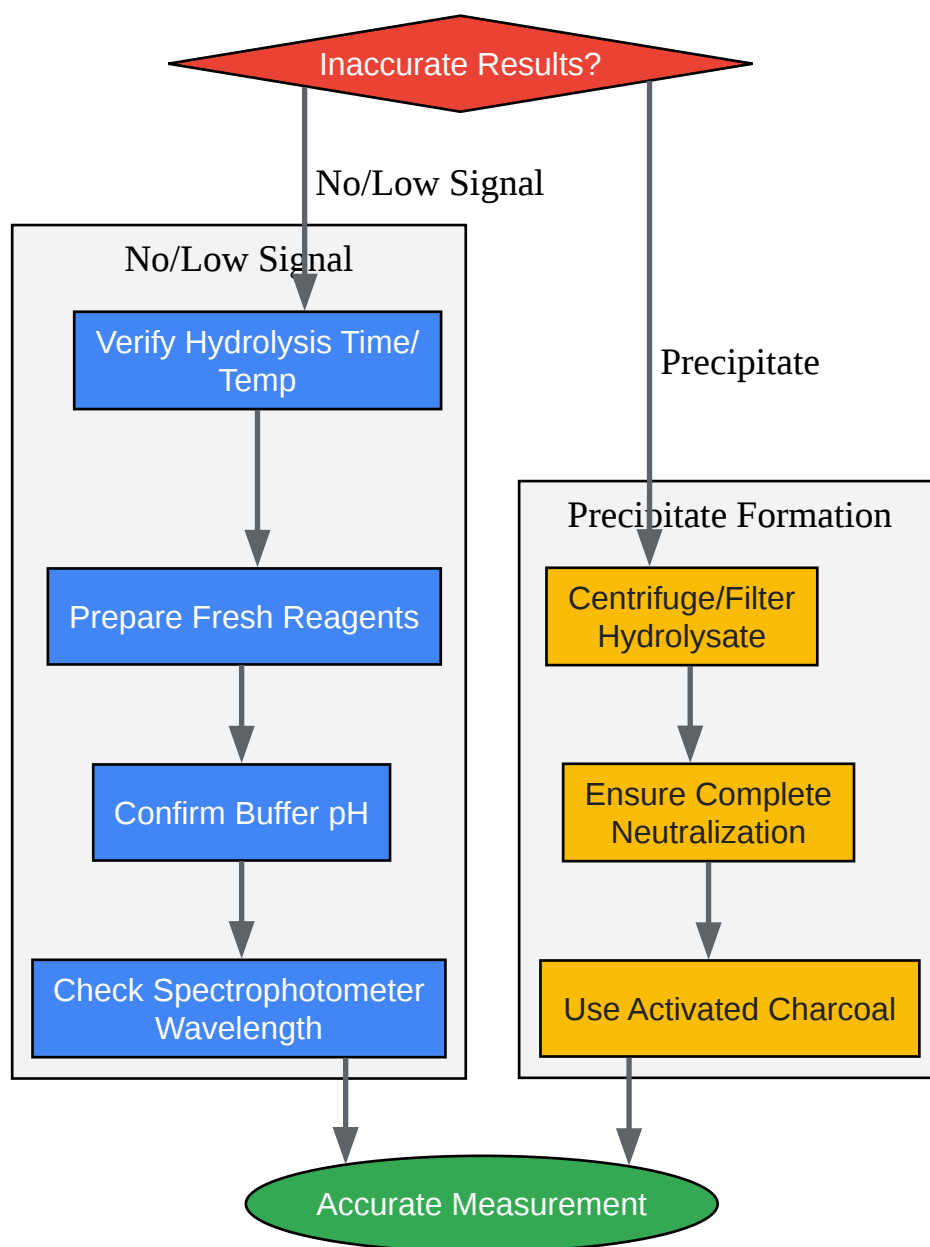 Inaccurate Results?
No/Low Signal
No/Low Signal
Verify Hydrolysis Time/
Temp
Prepare Fresh Reagents
Confirm Buffer pH
Check Spectrophotometer
Wavelength
Precipitate
Precipitate Formation
Centrifuge/Filter
Hydrolysate
Ensure Complete
Neutralization
Use Activated Charcoal
Accurate Measurement